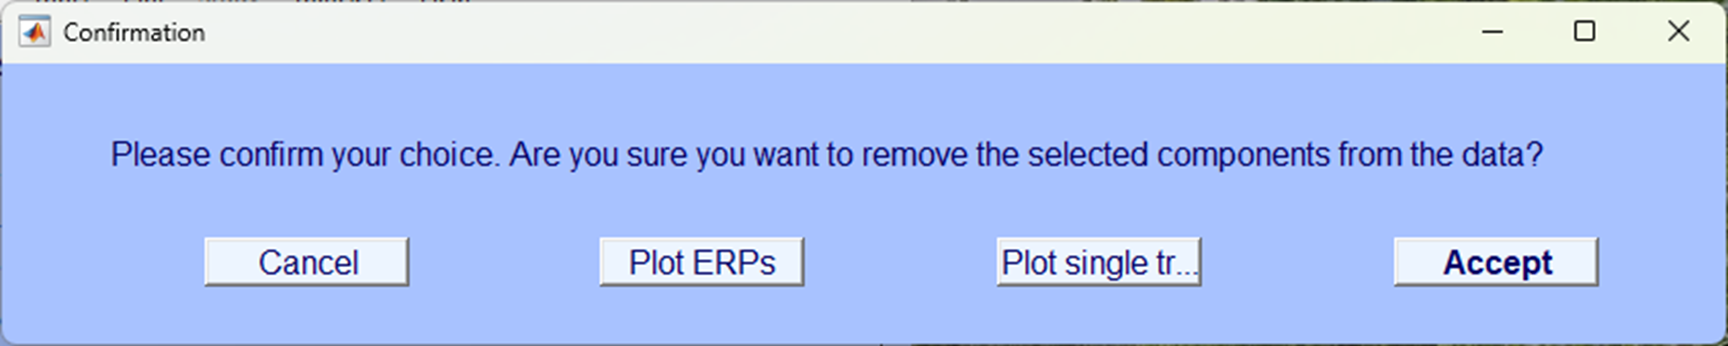 Confirmation
Please confirm your choice. Are you sure you want to remove the selected components from the data?
Cancel
Plot ERPs
Plot single tr...
Accept